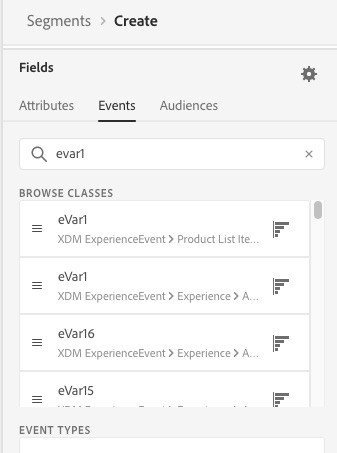 Segments > Create
Fields
Attributes Events Audiences
evar1 ×
BROWSE CLASSES
eVar1
XDM ExperienceEvent > Product List Ite...
eVar1
XDM ExperienceEvent > Experience > A...
eVar16
XDM ExperienceEvent > Experience > A...
eVar15
EVENT TYPES